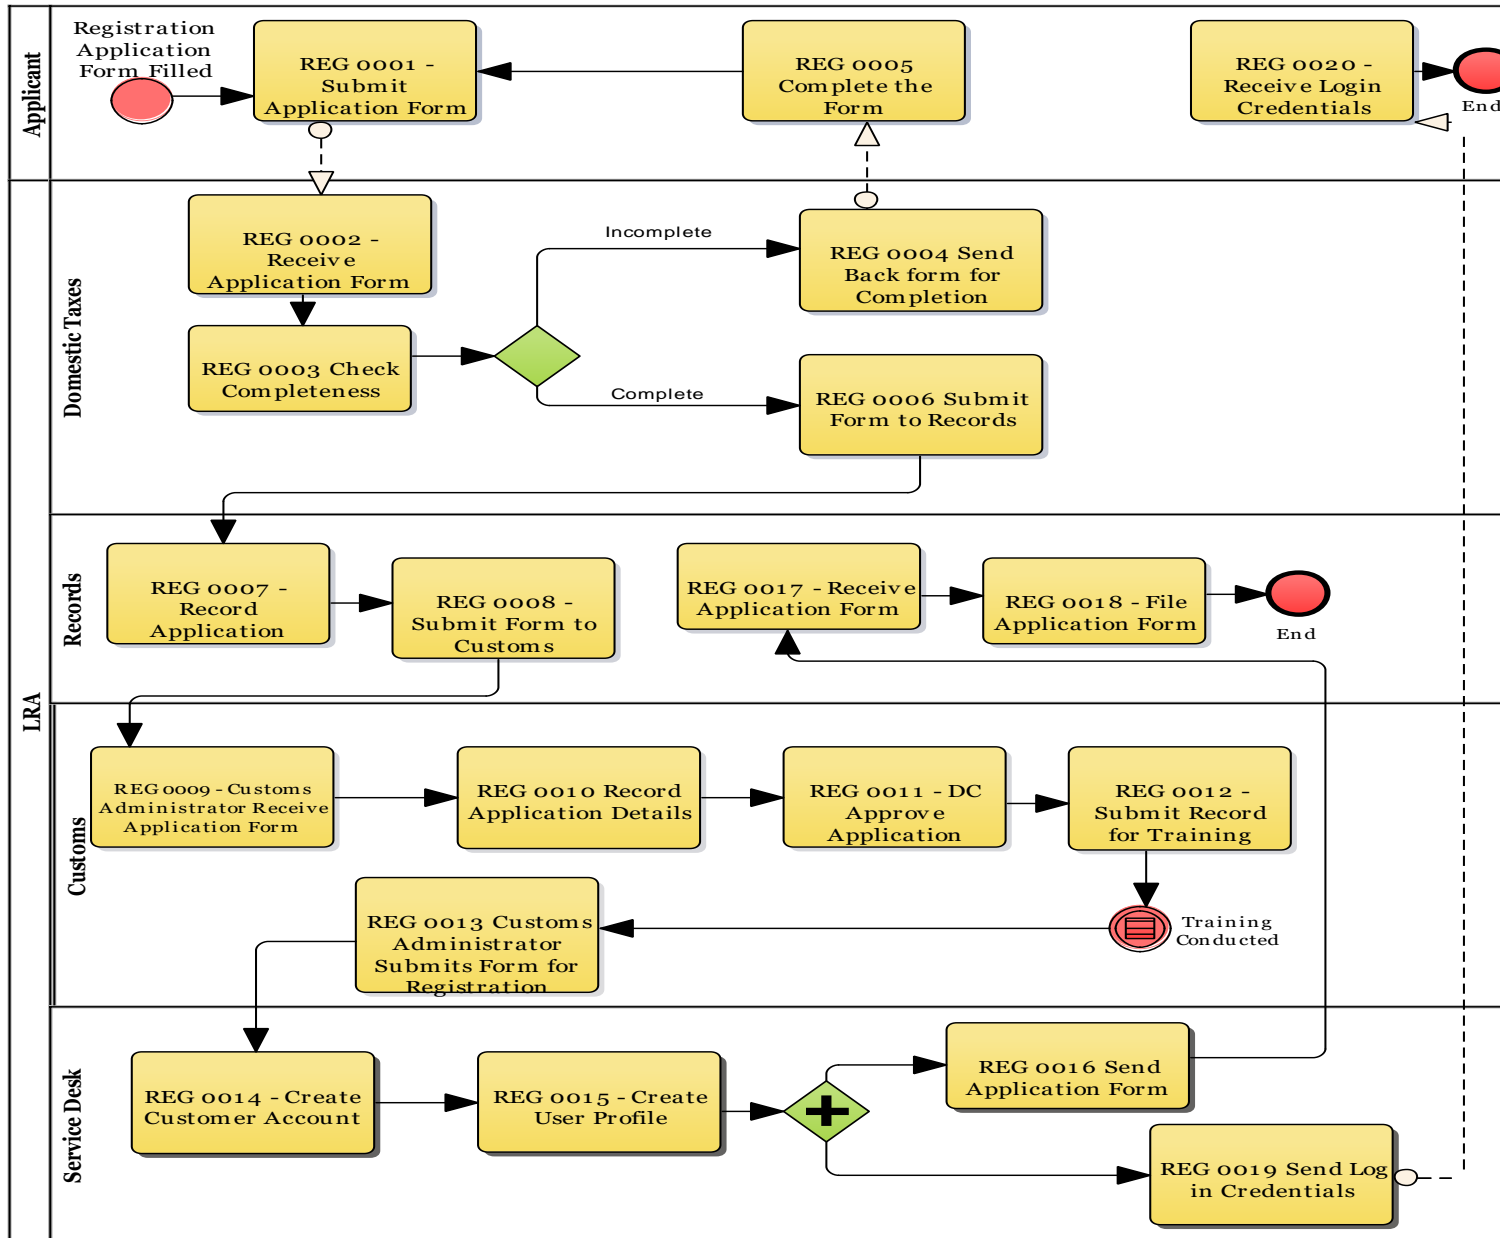 Applicant
Registration
Application
Form Filled
REG 0001 -
Submit
Application Form
REG 0005
Complete the
Form
REG 0020 -
Receive Login
Credentials
End
LRA
Domestic Taxes
REG 0002 -
Receive
Application Form
REG 0003 Check
Completeness
Incomplete
Complete
REG 0004 Send
Back form for
Completion
REG 0006 Submit
Form to Records
Records
REG 0007 -
Record
Application
REG 0008 -
Submit Form to
Customs
REG 0017 - Receive
Application Form
REG 0018 - File
Application Form
End
Customs
REG 0009 - Customs
Administrator Receive
Application Form
REG 0010 Record
Application Details
REG 0011 - DC
Approve
Application
REG 0012 -
Submit Record
for Training
Training
Conducted
REG 0013 Customs
Administrator
Submits Form for
Registration
Service Desk
REG 0014 - Create
Customer Account
REG 0015 - Create
User Profile
REG 0016 Send
Application Form
REG 0019 Send Log
in Credentials